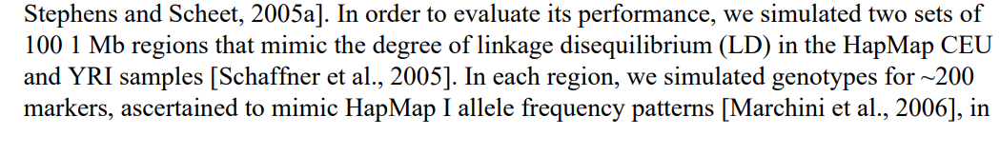 Stephens and Scheet, 2005a]. In order to evaluate its performance, we simulated two sets of
100 1 Mb regions that mimic the degree of linkage disequilibrium (LD) in the HapMap CEU
and YRI samples [Schaffner et al., 2005]. In each region, we simulated genotypes for ~200
markers, ascertained to mimic HapMap I allele frequency patterns [Marchini et al., 2006], in